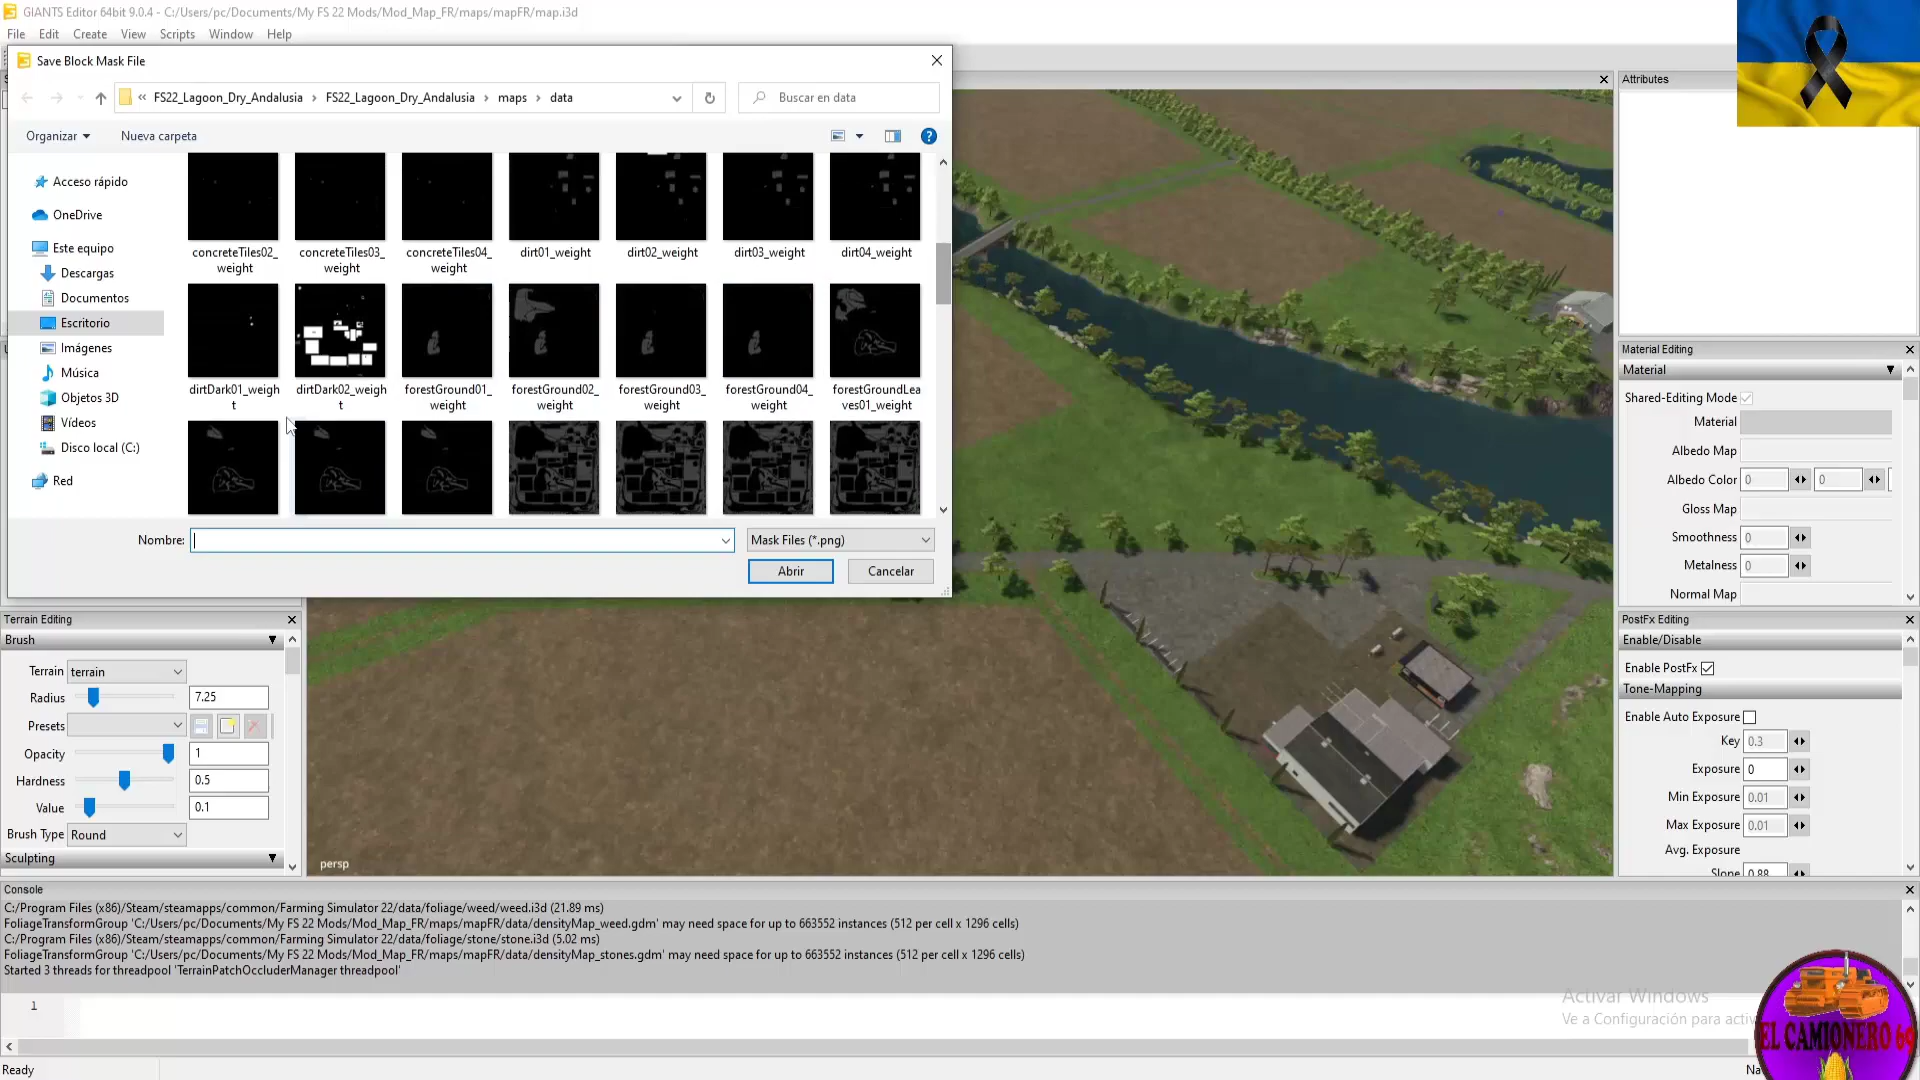 GIANTS Editor 64bit 9.0.4 - C:/Users/pc/Documents/My FS 22 Mods/Mod_Map_FR/maps/mapFR/map.i3d
File Edit Create View Scripts Window Help
Save Block Mask File
« FS22_Lagoon_Dry_Andalusia › FS22_Lagoon_Dry_Andalusia › maps › data
Buscar en data
Organizar
Nueva carpeta
Acceso rápido
OneDrive
Este equipo
Descargas
Documentos
Escritorio
Imágenes
Música
Objetos 3D
Vídeos
Disco local (C:)
Red
concreteTiles02_
weight
concreteTiles03_
weight
concreteTiles04_
weight
dirt01_weight
dirt02_weight
dirt03_weight
dirt04_weight
dirtDark01_weigh
t
dirtDark02_weigh
t
forestGround01_
weight
forestGround02_
weight
forestGround03_
weight
forestGround04_
weight
forestGroundLea
ves01_weight
Nombre:
Mask Files (*.png)
Abrir
Cancelar
Attributes
Material Editing
Material
Shared-Editing Mode
Material
Albedo Map
Albedo Color 0 0
Gloss Map
Smoothness 0
Metalness 0
Normal Map
PostFx Editing
Enable/Disable
Enable PostFx
Tone-Mapping
Enable Auto Exposure
Key 0.3
Exposure 0
Min Exposure 0.01
Max Exposure 0.01
Avg. Exposure
Slope 0.88
Terrain Editing
Brush
Terrain terrain
Radius 7.25
Presets
Opacity 1
Hardness 0.5
Value 0.1
Brush Type Round
Sculpting
persp
Console
C:/Program Files (x86)/Steam/steamapps/common/Farming Simulator 22/data/foliage/weed/weed.i3d (21.89 ms)
FoliageTransformGroup 'C:/Users/pc/Documents/My FS 22 Mods/Mod_Map_FR/maps/mapFR/data/densityMap_weed.gdm' may need space for up to 663552 instances (512 per cell x 1296 cells)
C:/Program Files (x86)/Steam/steamapps/common/Farming Simulator 22/data/foliage/stone/stone.i3d (5.02 ms)
FoliageTransformGroup 'C:/Users/pc/Documents/My FS 22 Mods/Mod_Map_FR/maps/mapFR/data/densityMap_stones.gdm' may need space for up to 663552 instances (512 per cell x 1296 cells)
Started 3 threads for threadpool 'TerrainPatchOccluderManager threadpool'
1
Activar Windows
Ve a Configuración para activ
EL CAMIONERO 69
Ready
Na